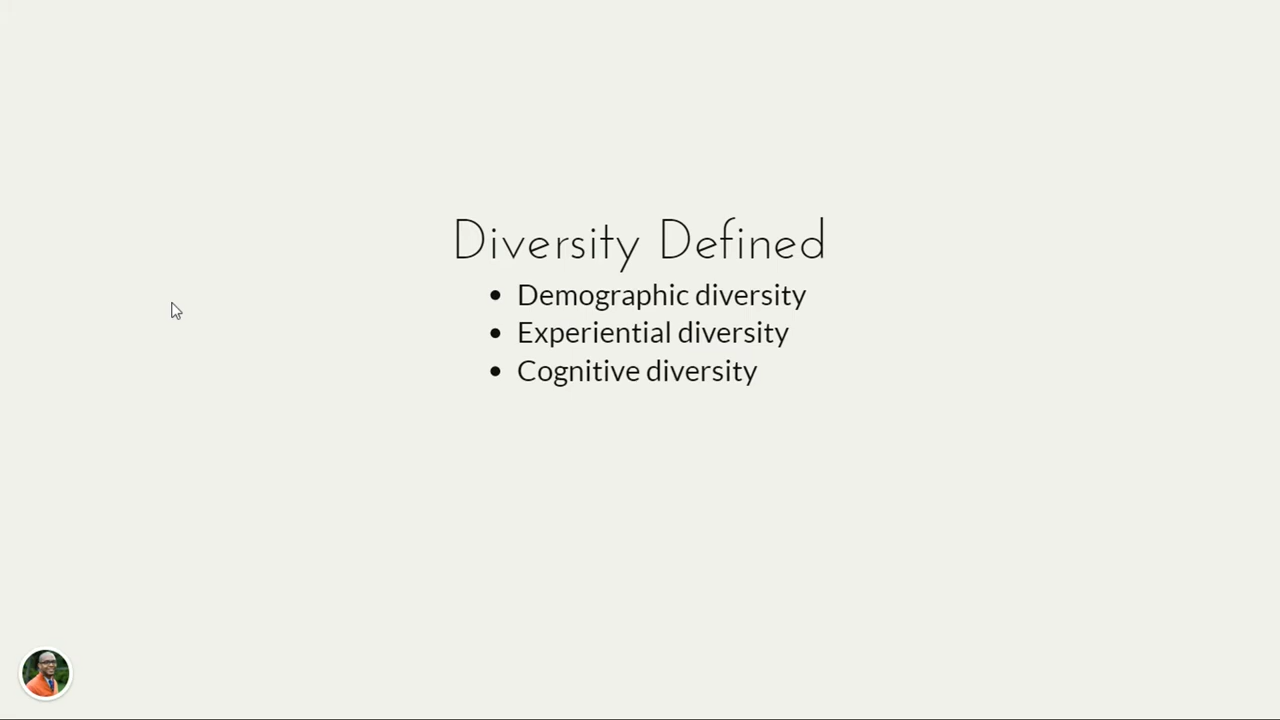 Diversity Defined
• Demographic diversity
• Experiential diversity
• Cognitive diversity